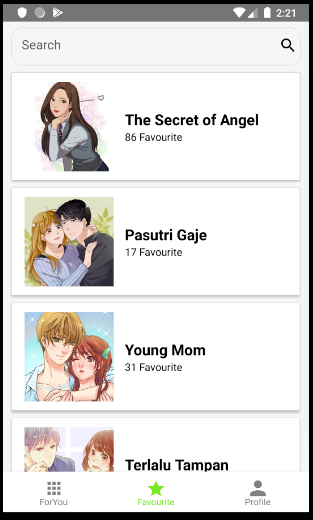 2:21
Search
The Secret of Angel
86 Favourite
Pasutri Gaje
17 Favourite
Young Mom
31 Favourite
Terlalu Tampan
ForYou
Favourite
Profile